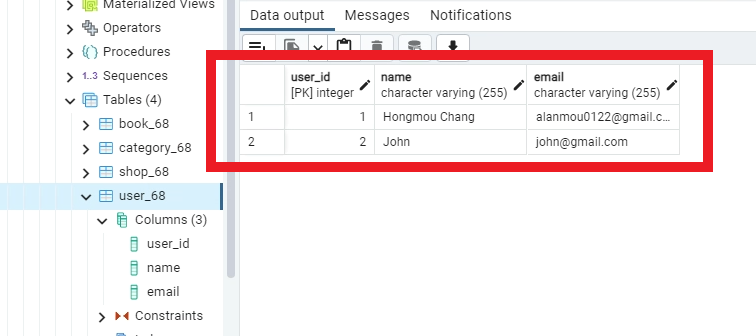 Materialized Views
Operators
Procedures
1..3 Sequences
Tables (4)
book_68
category_68
shop_68
user_68
Columns (3)
user_id
name
email
Constraints
Data output Messages Notifications
user_id name email
[PK] integer character varying (255) character varying (255)
1 1 Hongmou Chang alanmou0122@gmail.c...
2 2 John john@gmail.com